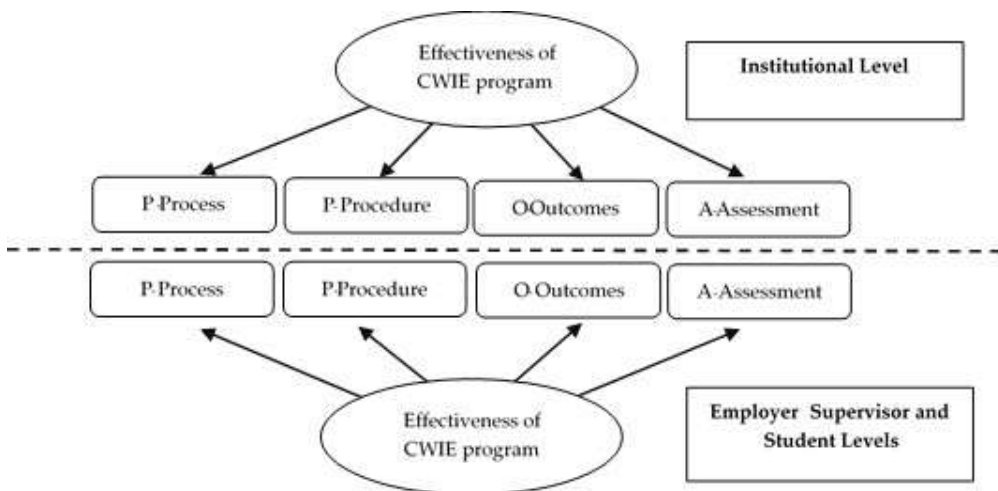 Effectiveness of
CWIE program
Institutional Level
P-Process
P-Procedure
O-Outcomes
A-Assessment
P-Process
P-Procedure
O-Outcomes
A-Assessment
Effectiveness of
CWIE program
Employer Supervisor and
Student Levels